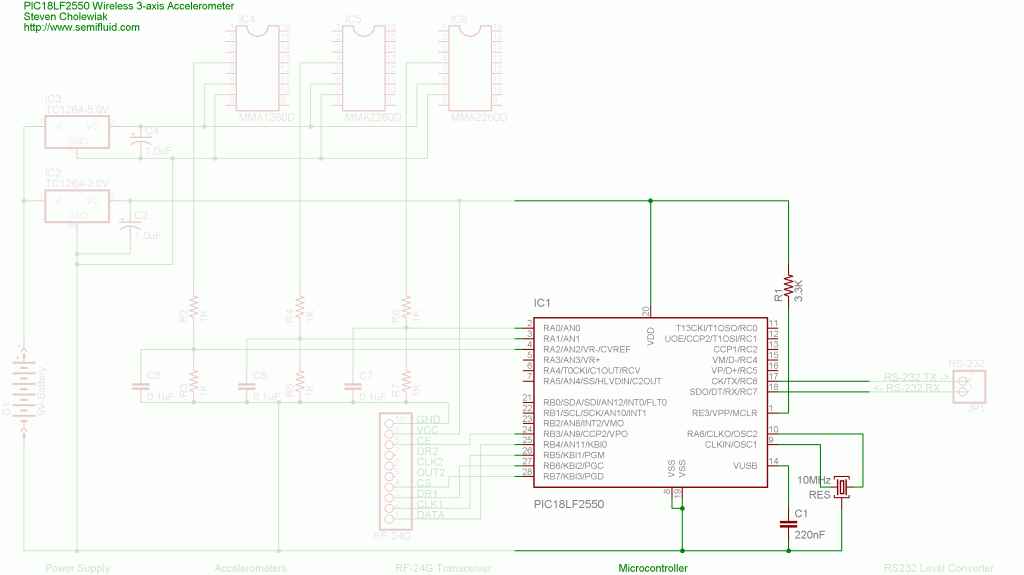 PIC18LF2550 Wireless 3-axis Accelerometer
Steven Cholewiak
http://www.semifluid.com
IC4
IC5
IC6
MMA1260D
MMA2260D
MMA2260D
IC3
TC1264-5.0V
VI
VO
GND
C4
1.0uF
IC2
TC1264-3.0V
VI
VO
GND
C2
1.0uF
R2
1K
R4
1K
R6
1K
R3
1K
R5
1K
R7
1K
C5
0.1uF
C6
0.1uF
C7
0.1uF
G1
9V-Battery
10 GND
VCC
CE
DR2
CLK2
OUT2
CS
DR1
CLK1
DATA
RF-24G
IC1
20
VDD
2 RA0/AN0
3 RA1/AN1
4 RA2/AN2/VR-/CVREF
5 RA3/AN3/VR+
6 RA4/T0CKI/C1OUT/RCV
7 RA5/AN4/SS/HLVDIN/C2OUT
21 RB0/SDA/SDI/AN12/INT0/FLT0
22 RB1/SCL/SCK/AN10/INT1
23 RB2/AN8/INT2/VMO
24 RB3/AN9/CCP2/VPO
25 RB4/AN11/KBI0
26 RB5/KBI1/PGM
27 RB6/KBI2/PGC
28 RB7/KBI3/PGD
T13CKI/T1OSO/RC0 11
UOE/CCP2/T1OSI/RC1 12
CCP1/RC2 13
VM/D-/RC4 15
VP/D+/RC5 16
CK/TX/RC6 17
SDO/DT/RX/RC7 18
RE3/VPP/MCLR 1
RA6/CLKO/OSC2 10
CLKIN/OSC1 9
VUSB 14
VSS
VSS
8
19
PIC18LF2550
R1
3.3K
10MHz
RES
C1
220nF
RS-232 TX ->
<- RS-232 RX
RS-232
JP1
Power Supply
Accelerometers
RF-24G Transceiver
Microcontroller
RS232 Level Converter